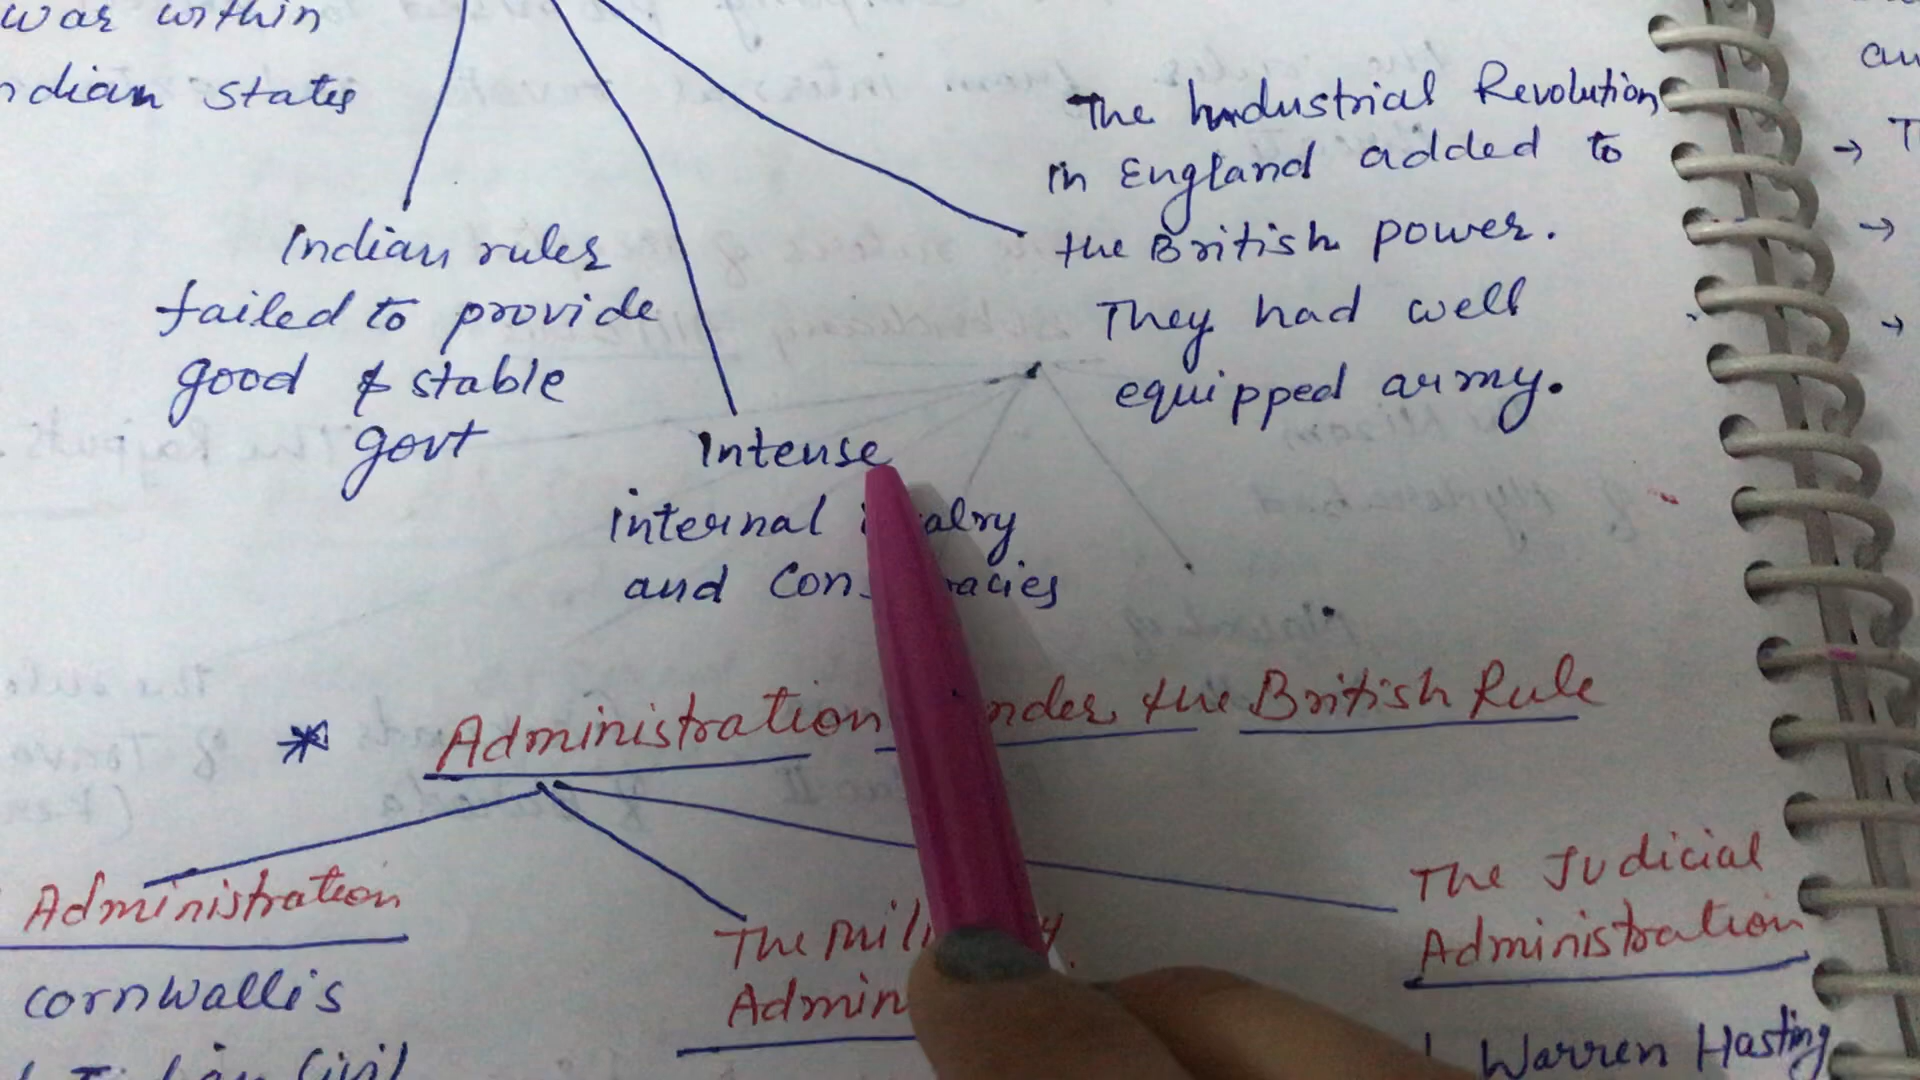 war within
ndian states
Indian rules
failed to provide
good & stable
govt
Intense
internal
and
The Industrial Revolution
in England added to
the British power.
They had well
equipped army.
* Administration under the British Rule
Administration
cornwallis
The
Admin
The Judicial
Administration
Warren Hasting